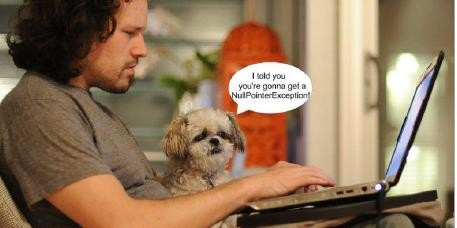 I told you
you're gonna get a
NullPointerException!